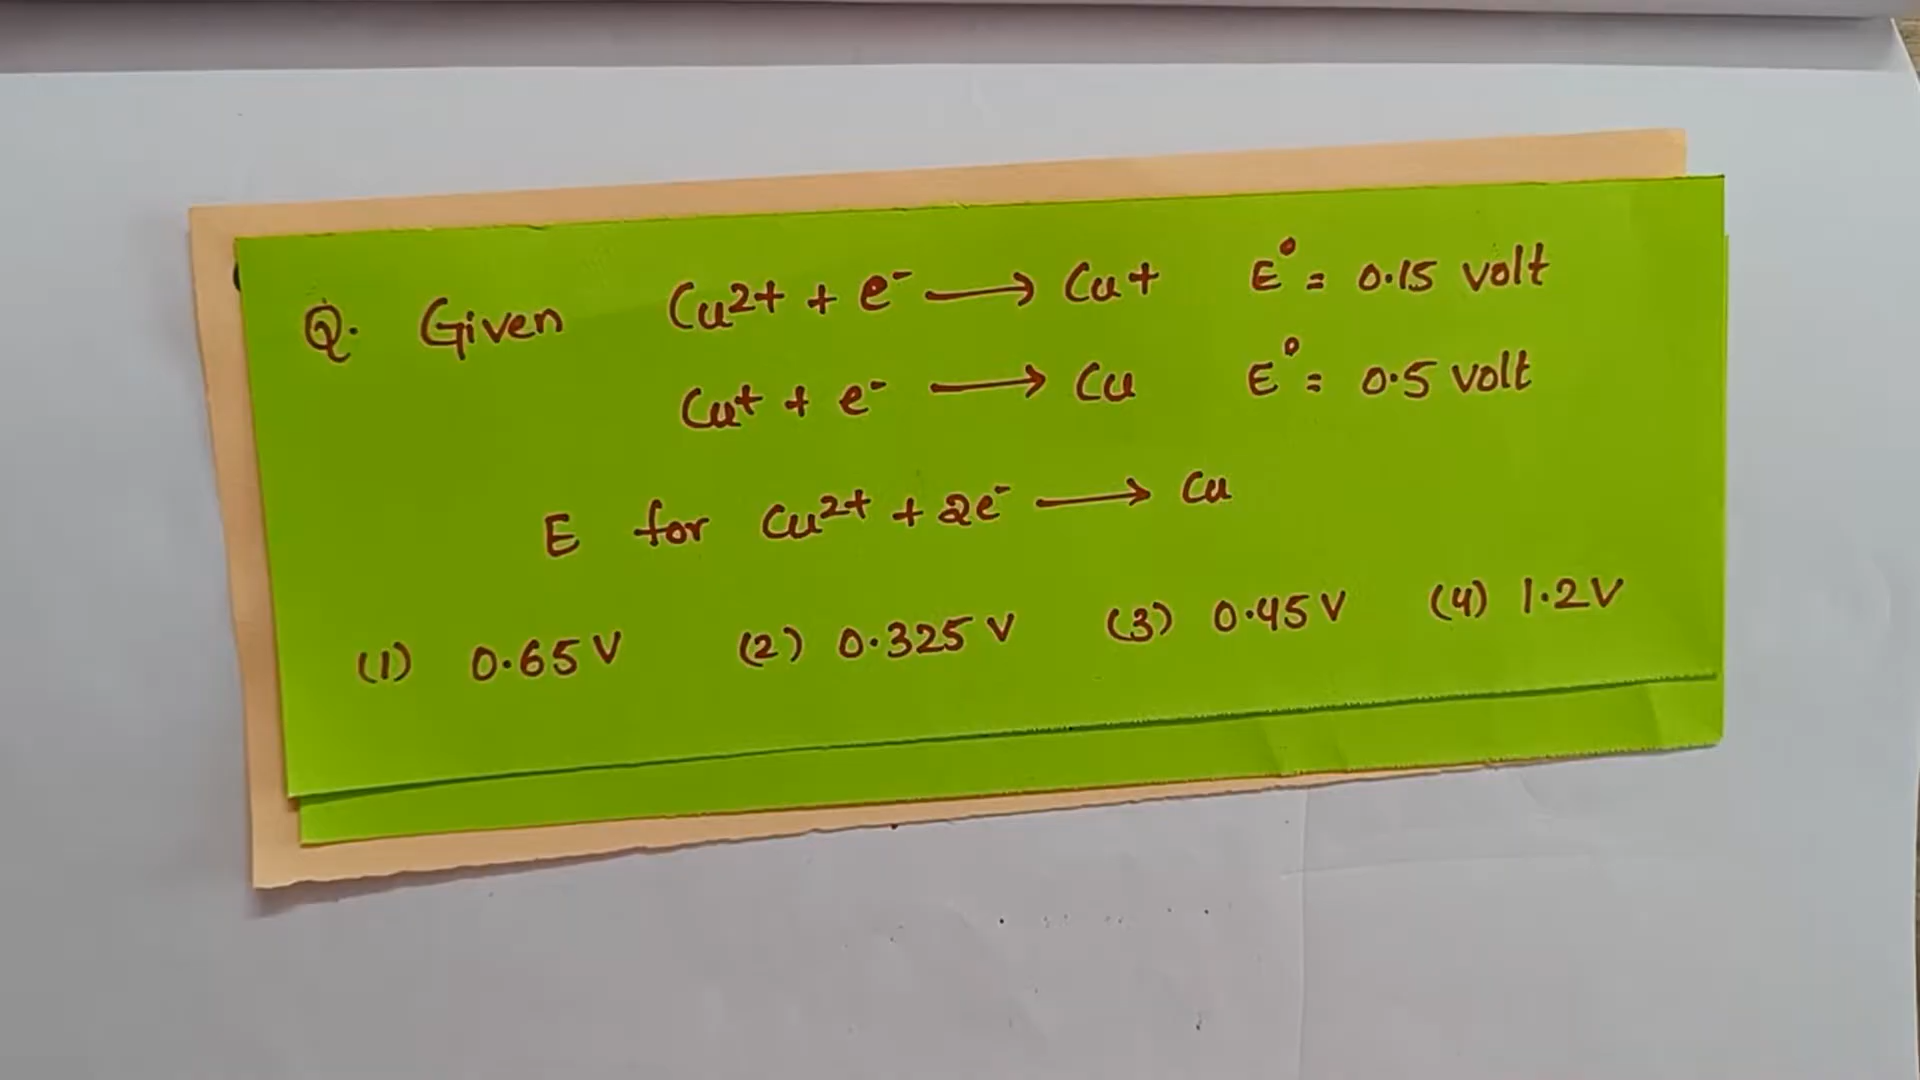 Q. Given Cu2+ + e- ⟶ Cu+ E° = 0.15 volt
Cu+ + e- ⟶ Cu E° = 0.5 volt
E for Cu2+ + 2e- ⟶ Cu
(1) 0.65 V (2) 0.325 V (3) 0.45 V (4) 1.2 V